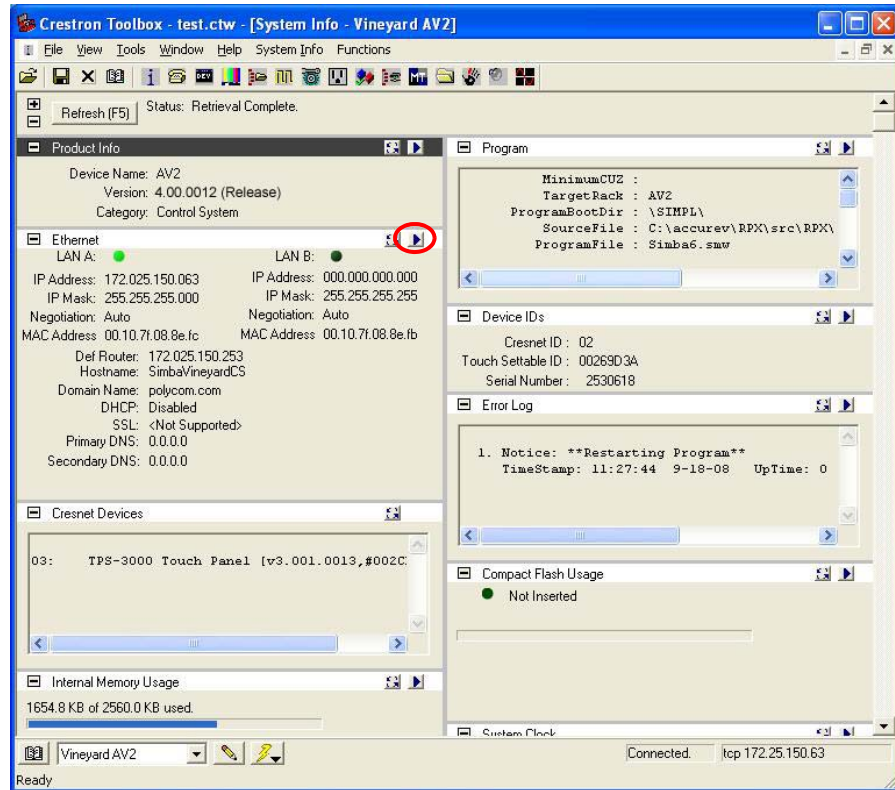 Crestron Toolbox - test.ctw - [System Info - Vineyard AV2]
File View Tools Window Help System Info Functions
Refresh (F5) Status: Retrieval Complete.
Product Info
Device Name: AV2
Version: 4.00.0012 (Release)
Category: Control System
Ethernet
LAN A: LAN B:
IP Address: 172.025.150.063 IP Address: 000.000.000.000
IP Mask: 255.255.255.000 IP Mask: 255.255.255.255
Negotiation: Auto Negotiation: Auto
MAC Address 00.10.7f.08.8e.fc MAC Address 00.10.7f.08.8e.fb
Def Router: 172.025.150.253
Hostname: SimbaVineyardCS
Domain Name: polycom.com
DHCP: Disabled
SSL: <Not Supported>
Primary DNS: 0.0.0.0
Secondary DNS: 0.0.0.0
Cresnet Devices
03: TPS-3000 Touch Panel [v3.001.0013,#002C
Internal Memory Usage
1654.8 KB of 2560.0 KB used.
Program
MinimumCUZ :
TargetRack : AV2
ProgramBootDir : \SIMPL\
SourceFile : C:\accurev\RPX\src\RPX\
ProgramFile : Simba6.smw
Device IDs
Cresnet ID : 02
Touch Settable ID : 00269D3A
Serial Number : 2530618
Error Log
1. Notice: **Restarting Program**
TimeStamp: 11:27:44 9-18-08 UpTime: 0
Compact Flash Usage
Not Inserted
System Clock
Vineyard AV2
Connected. tcp 172.25.150.63
Ready